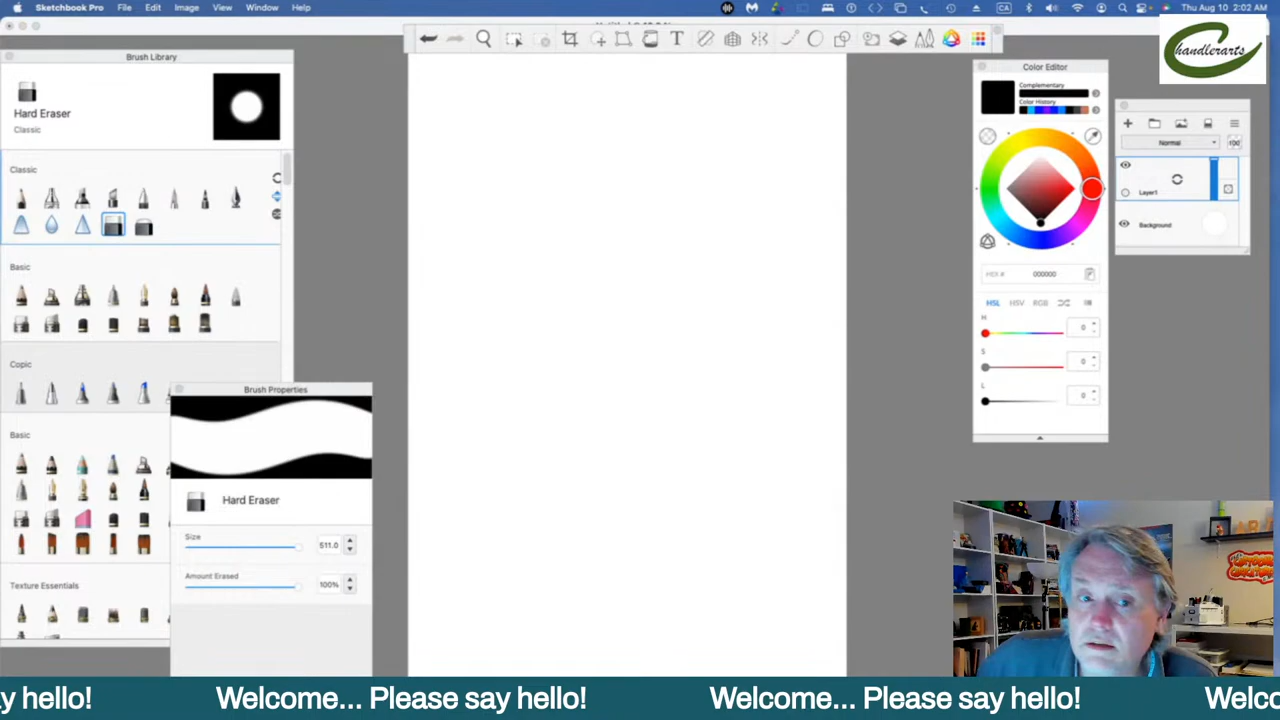 Sketchbook Pro File Edit Image View Window Help
CA
Thu Aug 10 2:02 AM
Brush Library
Hard Eraser
Classic
Classic
Basic
Copic
Basic
Texture Essentials
Brush Properties
Hard Eraser
Size
511.0
Amount Erased
100%
T
Color Editor
Complementary
Color History
HEX # 000000
HSL HSV RGB
H
0
S
0
L
0
Normal
100
Layer1
Background
Chandlerarts
y hello! Welcome... Please say hello! Welcome... Please say hello! Welco